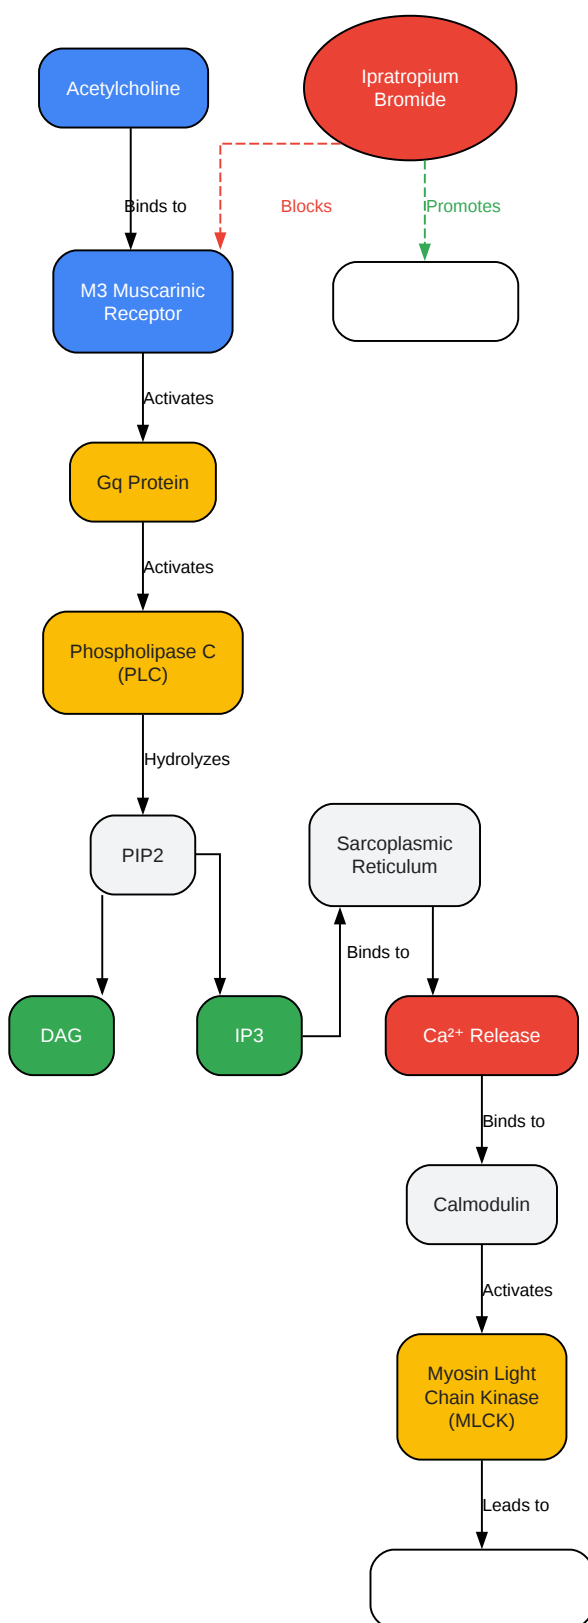 Acetylcholine
Ipratropium
Bromide
Binds to
Blocks
Promotes
M3 Muscarinic
Receptor
Activates
Gq Protein
Activates
Phospholipase C
(PLC)
Hydrolyzes
PIP2
Sarcoplasmic
Reticulum
Binds to
DAG
IP3
Ca²⁺ Release
Binds to
Calmodulin
Activates
Myosin Light
Chain Kinase
(MLCK)
Leads to